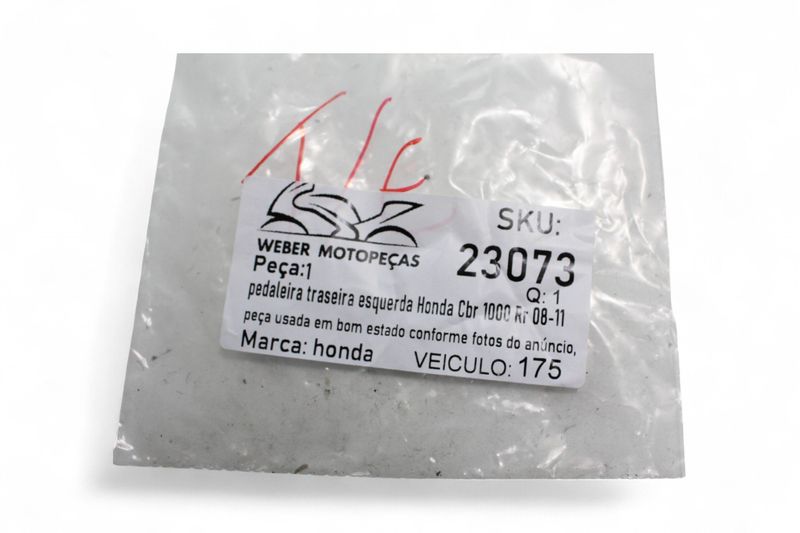 WEBER MOTOPEÇAS
SKU:
23073
Peça:1
Q: 1
pedaleira traseira esquerda Honda Cbr 1000 Rr 08-11
peça usada em bom estado conforme fotos do anúncio,
Marca: honda
VEICULO: 175